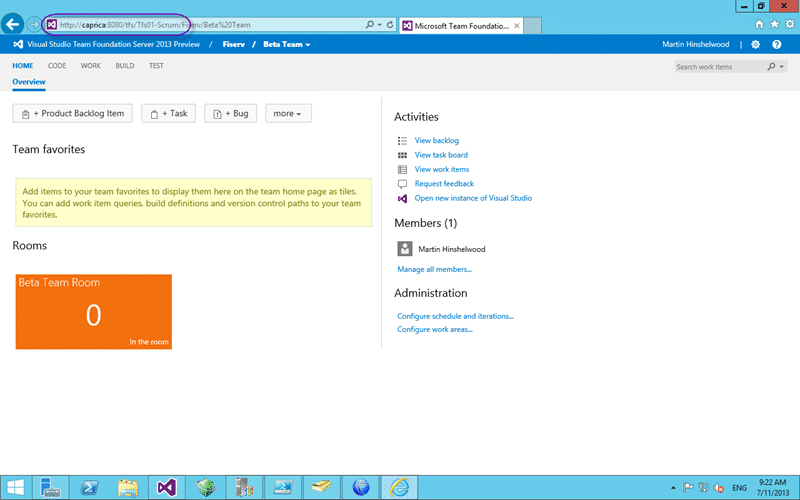 http://caprica:8080/tfs/Tfs01-Scrum/Fiserv/Beta%20Team
Microsoft Team Foundatio...
Visual Studio Team Foundation Server 2013 Preview / Fiserv / Beta Team
Martin Hinshelwood
HOME CODE WORK BUILD TEST
Search work items
Overview
+ Product Backlog Item
+ Task
+ Bug
more
Team favorites
Add items to your team favorites to display them here on the team home page as tiles.
You can add work item queries, build definitions and version control paths to your team
favorites.
Rooms
Beta Team Room
0
In the room
Activities
View backlog
View task board
View work items
Request feedback
Open new instance of Visual Studio
Members (1)
Martin Hinshelwood
Manage all members...
Administration
Configure schedule and iterations...
Configure work areas...
ENG
9:22 AM
7/11/2013